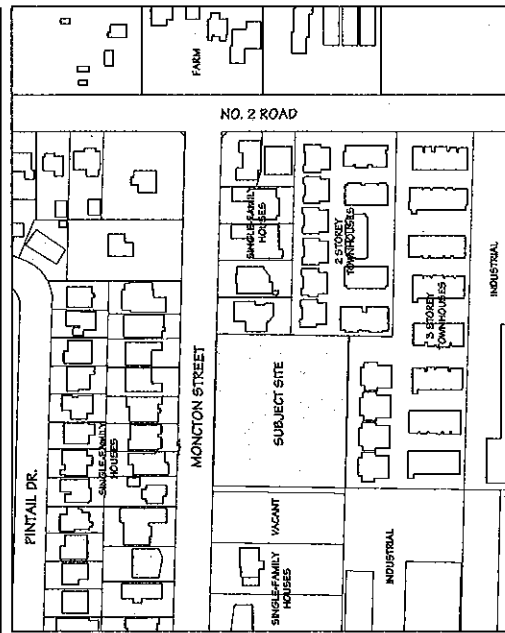 FARM
NO. 2 ROAD
SINGLE-FAMILY
HOUSES
2 STOREY
TOWNHOUSES
3 STOREY
TOWNHOUSES
INDUSTRIAL
PINTAIL DR.
SINGLE-FAMILY
HOUSES
MONCTON STREET
SUBJECT SITE
VACANT
SINGLE-FAMILY
HOUSES
INDUSTRIAL